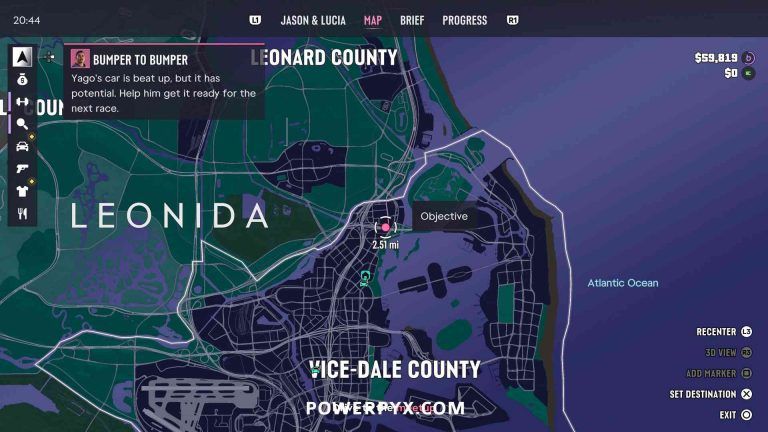 20:44
L1 JASON & LUCIA MAP BRIEF PROGRESS R1
BUMPER TO BUMPER
Yago's car is beat up, but it has
potential. Help him get it ready for the
next race.
LEONARD COUNTY
$59,819
$0
LEONIDA
Objective
2.51 mi
Atlantic Ocean
RECENTER L3
3D VIEW R3
ADD MARKER
SET DESTINATION
EXIT
VICE-DALE COUNTY
POWERPYX.COM